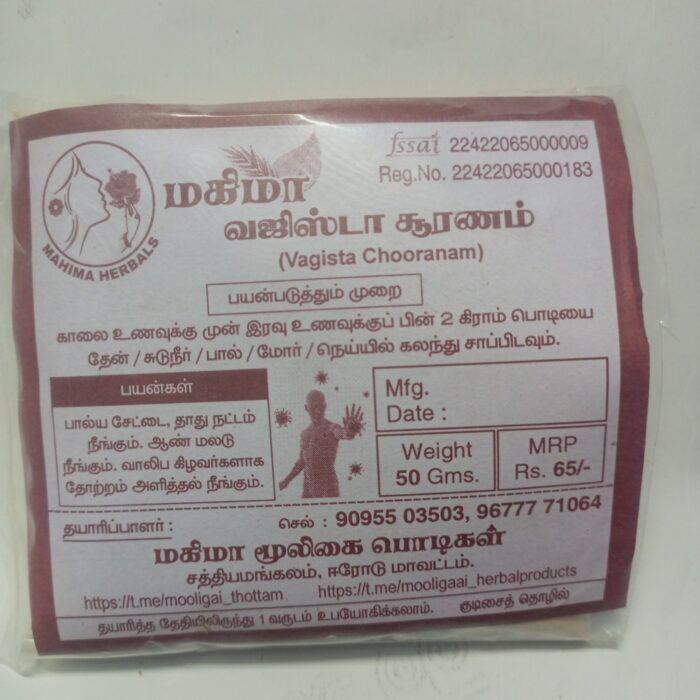 fssai 22422065000009
Reg.No. 22422065000183
MAHIMA HERBALS
மகிமா
வஜிஸ்டா சூரணம்
(Vagista Chooranam)
பயன்படுத்தும் முறை
காலை உணவுக்கு முன் இரவு உணவுக்குப் பின் 2 கிராம் பொடியை
தேன் / சுடுநீர் / பால் / மோர் / நெய்யில் கலந்து சாப்பிடவும்.
பயன்கள்
பால்ய சேட்டை, தாது நட்டம்
நீங்கும். ஆண் மலடு
நீங்கும். வாலிப கிழவர்களாக
தோற்றம் அளித்தல் நீங்கும்.
Mfg.
Date :
Weight
50 Gms.
MRP
Rs. 65/-
தயாரிப்பாளர் :
செல் : 90955 03503, 96777 71064
மகிமா மூலிகை பொடிகள்
சத்தியமங்கலம், ஈரோடு மாவட்டம்.
https://t.me/mooligai_thottam
https://t.me/mooligaai_herbalproducts
தயாரித்த தேதியிலிருந்து 1 வருடம் உபயோகிக்கலாம்.
குடிசைத் தொழில்